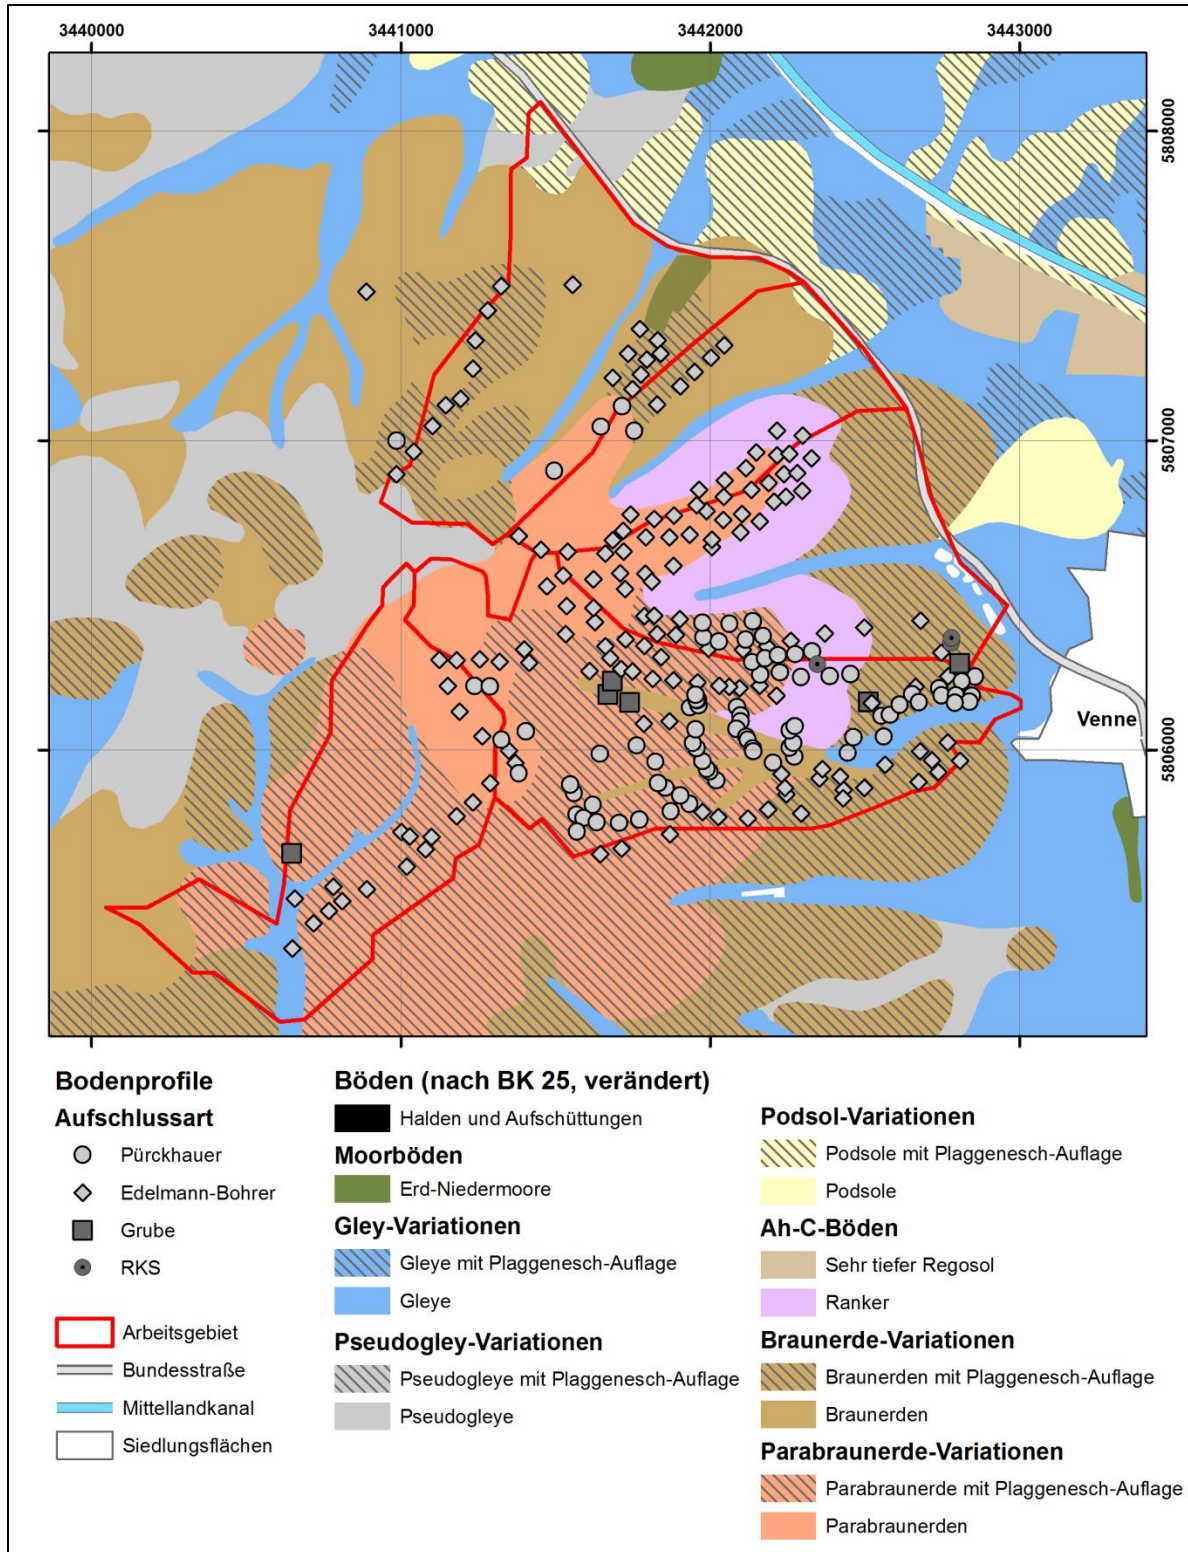 3440000
3441000
3442000
3443000
5808000
5807000
5806000
Venne
Bodenprofile
Aufschlussart
Pürckhauer
Edelmann-Bohrer
Grube
RKS
Arbeitsgebiet
Bundesstraße
Mittellandkanal
Siedlungsflächen
Böden (nach BK 25, verändert)
Halden und Aufschüttungen
Moorböden
Erd-Niedermoore
Gley-Variationen
Gleye mit Plaggenesch-Auflage
Gleye
Pseudogley-Variationen
Pseudogleye mit Plaggenesch-Auflage
Pseudogleye
Podsol-Variationen
Podsole mit Plaggenesch-Auflage
Podsole
Ah-C-Böden
Sehr tiefer Regosol
Ranker
Braunerde-Variationen
Braunerden mit Plaggenesch-Auflage
Braunerden
Parabraunerde-Variationen
Parabraunerde mit Plaggenesch-Auflage
Parabraunerden